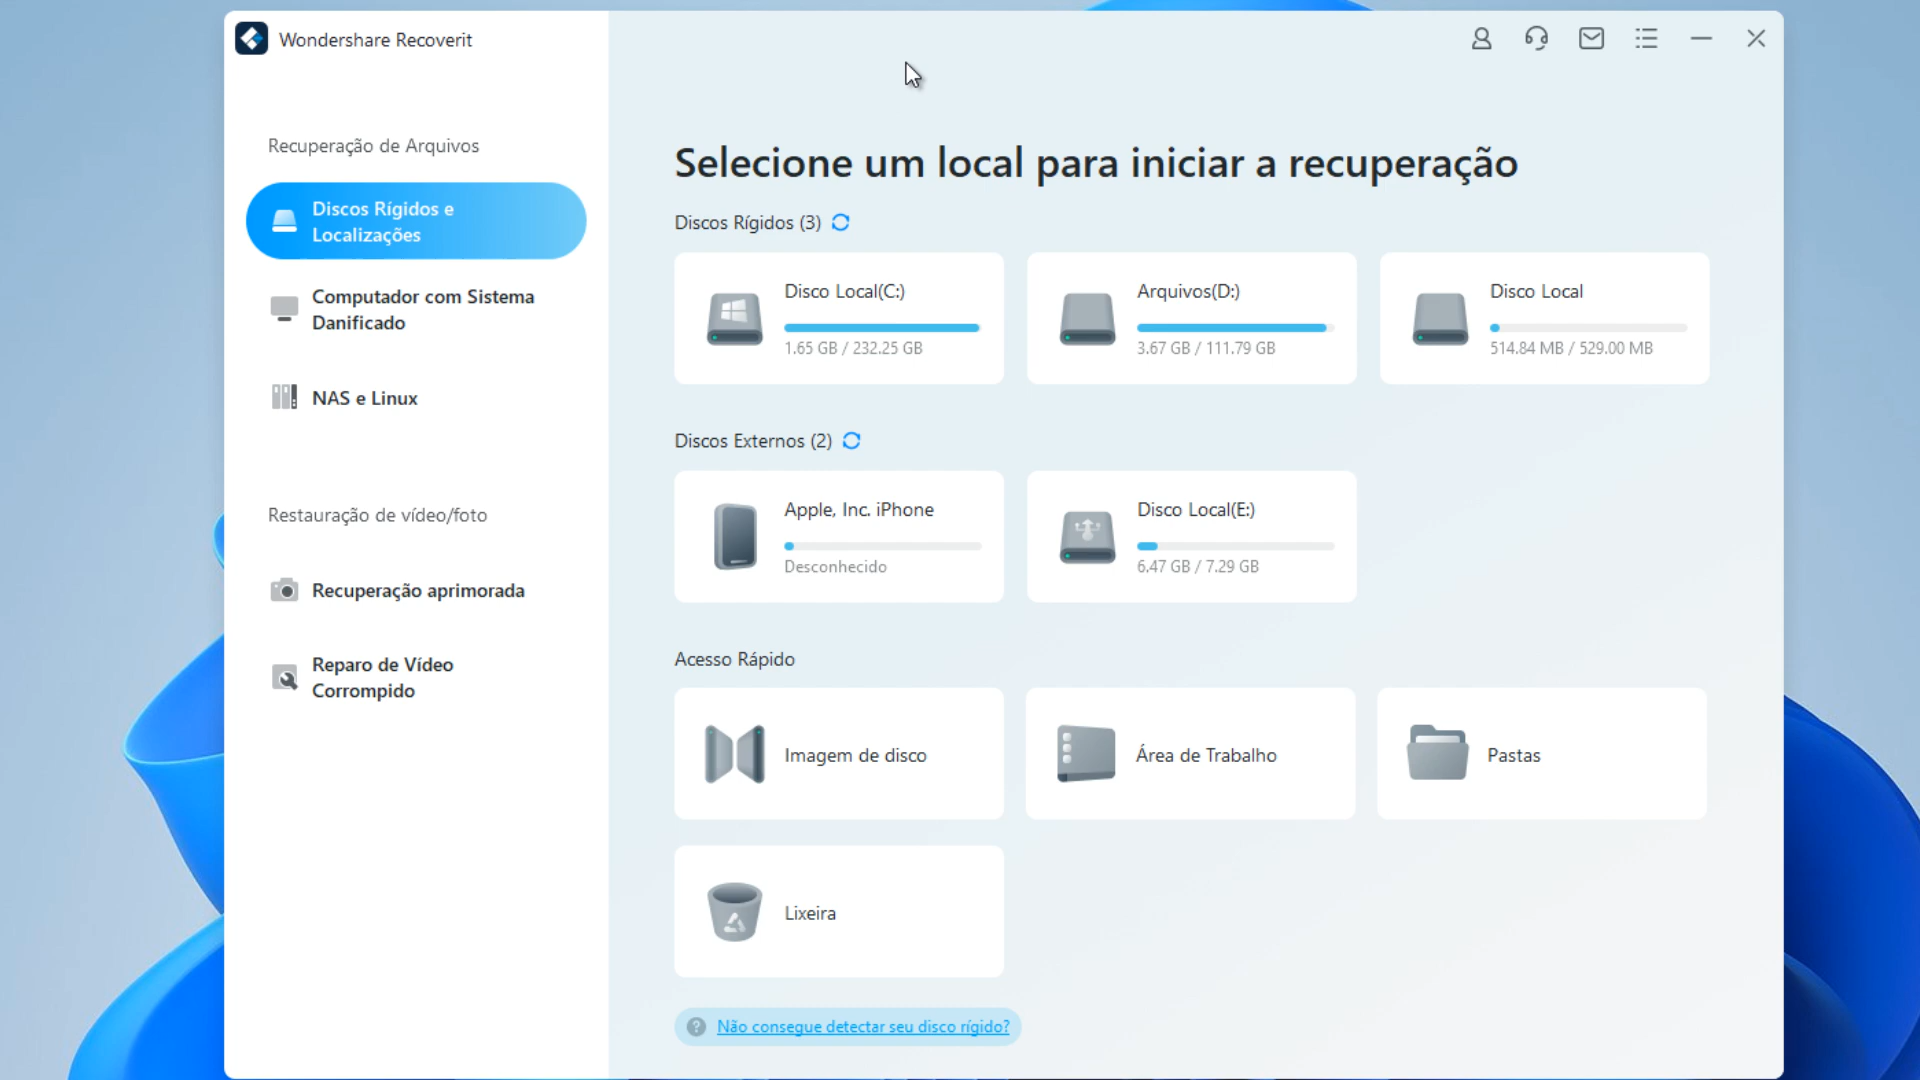 Wondershare Recoverit
Recuperação de Arquivos
Discos Rígidos e
Localizações
Computador com Sistema
Danificado
NAS e Linux
Restauração de vídeo/foto
Recuperação aprimorada
Reparo de Vídeo
Corrompido
Selecione um local para iniciar a recuperação
Discos Rígidos (3)
Disco Local(C:)
1.65 GB / 232.25 GB
Arquivos(D:)
3.67 GB / 111.79 GB
Disco Local
514.84 MB / 529.00 MB
Discos Externos (2)
Apple, Inc. iPhone
Desconhecido
Disco Local(E:)
6.47 GB / 7.29 GB
Acesso Rápido
Imagem de disco
Área de Trabalho
Pastas
Lixeira
? Não consegue detectar seu disco rígido?